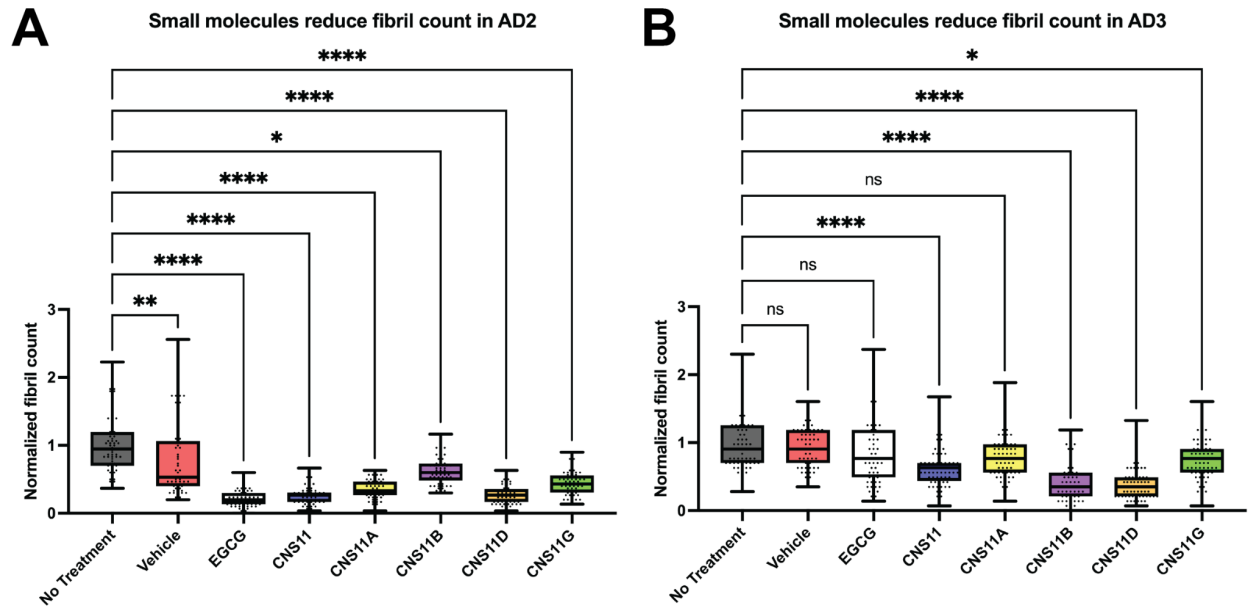 A
Small molecules reduce fibril count in AD2
****
****
*
****
****
****
**
Normalized fibril count
3
2
1
0
No Treatment
Vehicle
EGCG
CNS11
CNS11A
CNS11B
CNS11D
CNS11G
B
Small molecules reduce fibril count in AD3
*
****
****
ns
****
ns
ns
Normalized fibril count
3
2
1
0
No Treatment
Vehicle
EGCG
CNS11
CNS11A
CNS11B
CNS11D
CNS11G